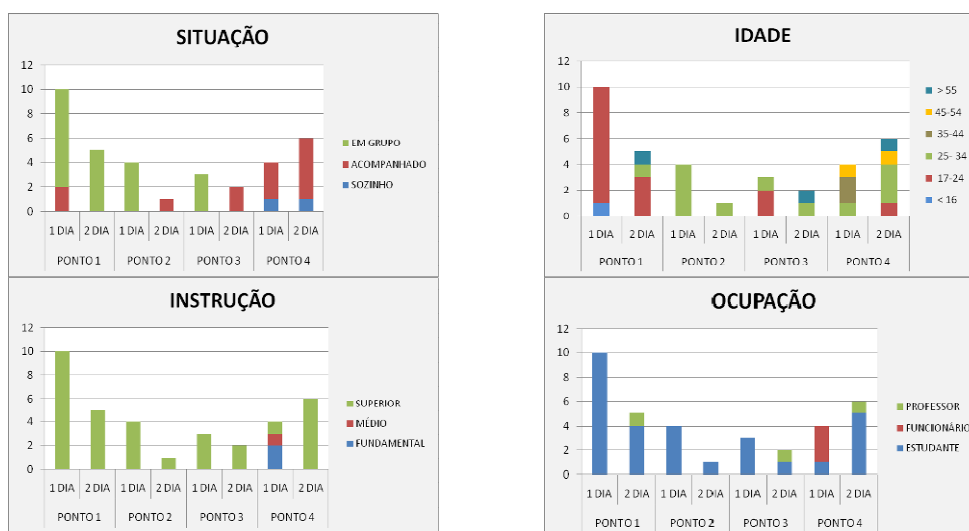 SITUAÇÃO
12
10
8
6
4
2
0
EM GRUPO
ACOMPANHADO
SOZINHO
1 DIA 2 DIA 1 DIA 2 DIA 1 DIA 2 DIA 1 DIA 2 DIA
PONTO 1 PONTO 2 PONTO 3 PONTO 4
IDADE
12
10
8
6
4
2
0
> 55
45-54
35-44
25- 34
17-24
< 16
1 DIA 2 DIA 1 DIA 2 DIA 1 DIA 2 DIA 1 DIA 2 DIA
PONTO 1 PONTO 2 PONTO 3 PONTO 4
INSTRUÇÃO
12
10
8
6
4
2
0
SUPERIOR
MÉDIO
FUNDAMENTAL
1 DIA 2 DIA 1 DIA 2 DIA 1 DIA 2 DIA 1 DIA 2 DIA
PONTO 1 PONTO 2 PONTO 3 PONTO 4
OCUPAÇÃO
12
10
8
6
4
2
0
PROFESSOR
FUNCIONÁRIO
ESTUDANTE
1 DIA 2 DIA 1 DIA 2 DIA 1 DIA 2 DIA 1 DIA 2 DIA
PONTO 1 PONTO 2 PONTO 3 PONTO 4